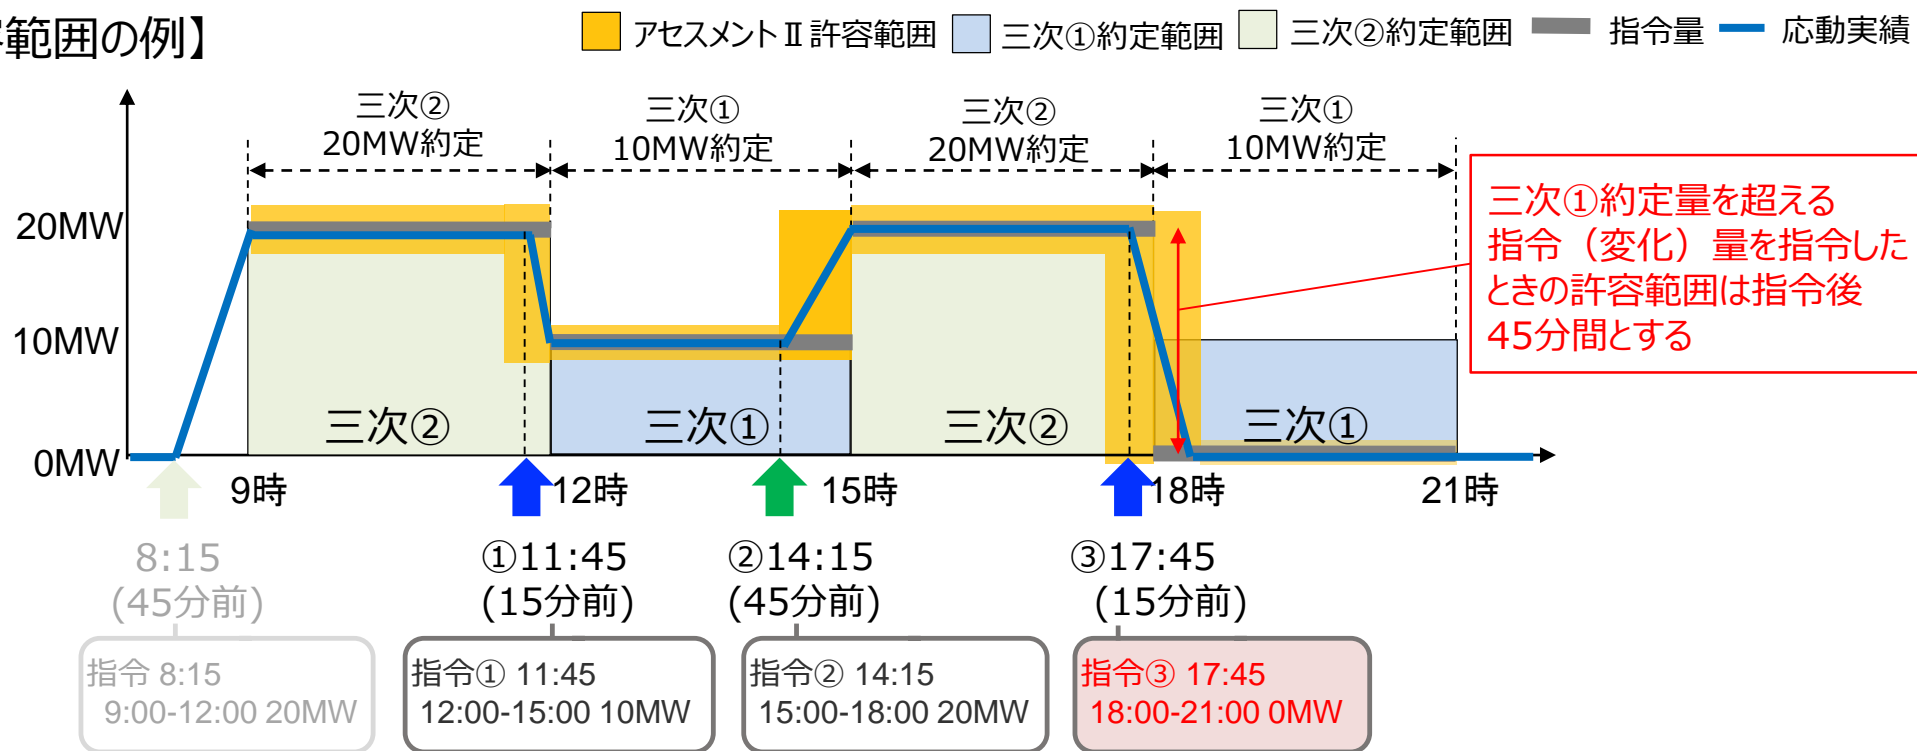 範囲の例】
アセスメントⅡ許容範囲
三次①約定範囲
三次②約定範囲
指令量
応動実績
三次②
20MW約定
三次①
10MW約定
三次②
20MW約定
三次①
10MW約定
20MW
10MW
0MW
三次②
三次①
三次②
三次①
三次①約定量を超える
指令（変化）量を指令した
ときの許容範囲は指令後
45分間とする
9時
12時
15時
18時
21時
8:15
(45分前)
①11:45
(15分前)
②14:15
(45分前)
③17:45
(15分前)
指令 8:15
9:00-12:00 20MW
指令① 11:45
12:00-15:00 10MW
指令② 14:15
15:00-18:00 20MW
指令③ 17:45
18:00-21:00 0MW